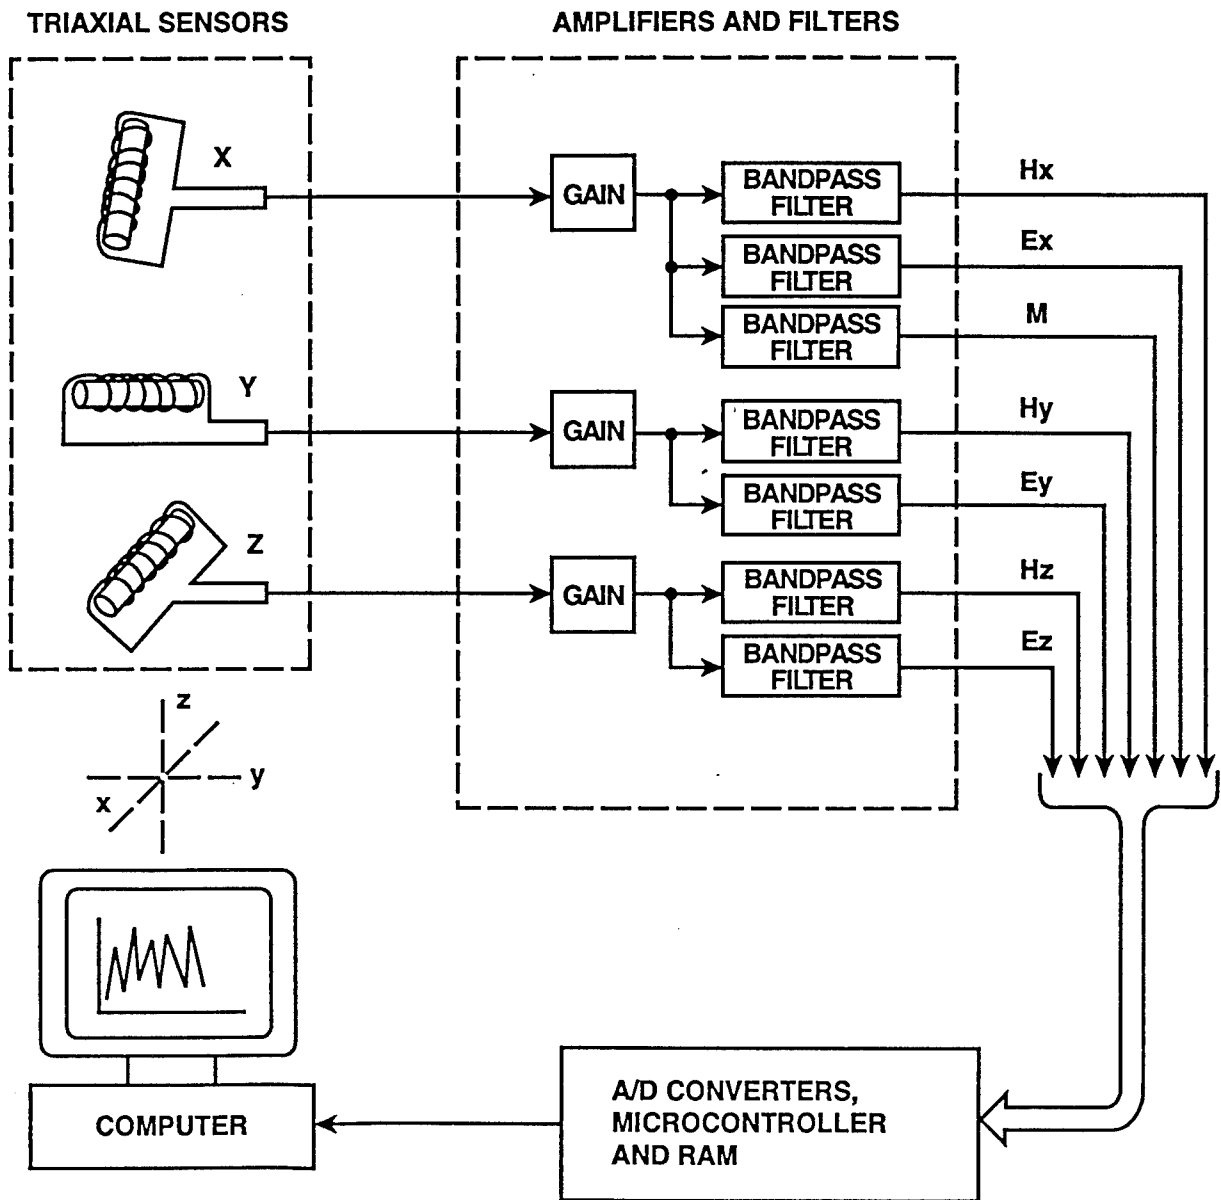 TRIAXIAL SENSORS
AMPLIFIERS AND FILTERS
X
GAIN
BANDPASS
FILTER
Hx
BANDPASS
FILTER
Ex
BANDPASS
FILTER
M
Y
GAIN
BANDPASS
FILTER
Hy
BANDPASS
FILTER
Ey
Z
GAIN
BANDPASS
FILTER
Hz
BANDPASS
FILTER
Ez
z
y
x
COMPUTER
A/D CONVERTERS,
MICROCONTROLLER
AND RAM